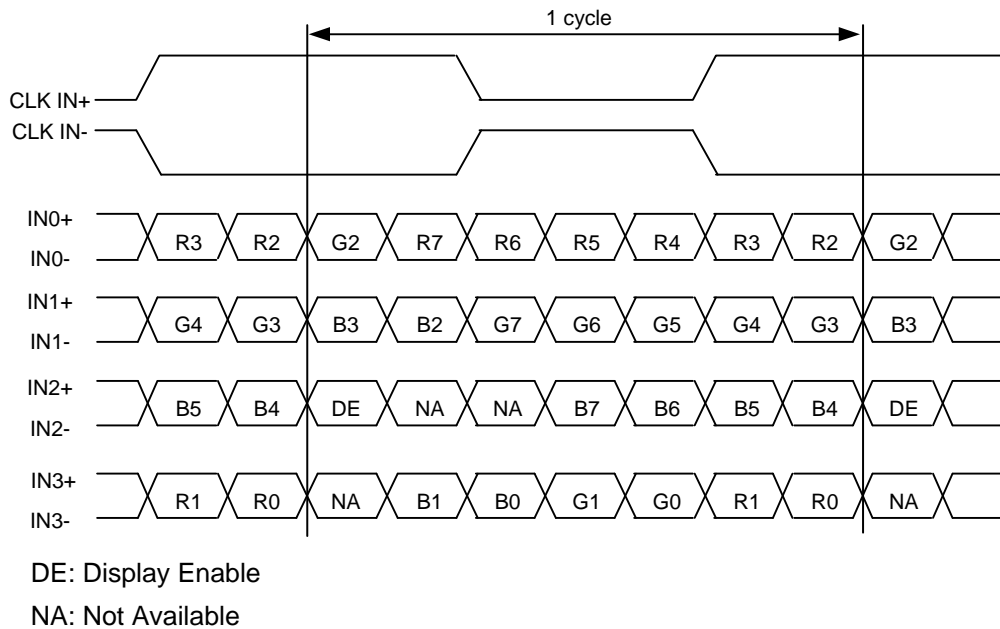 1 cycle
CLK IN+
CLK IN-
IN0+
R3 R2 G2 R7 R6 R5 R4 R3 R2 G2
IN0-
IN1+
G4 G3 B3 B2 G7 G6 G5 G4 G3 B3
IN1-
IN2+
B5 B4 DE NA NA B7 B6 B5 B4 DE
IN2-
IN3+
R1 R0 NA B1 B0 G1 G0 R1 R0 NA
IN3-
DE: Display Enable
NA: Not Available